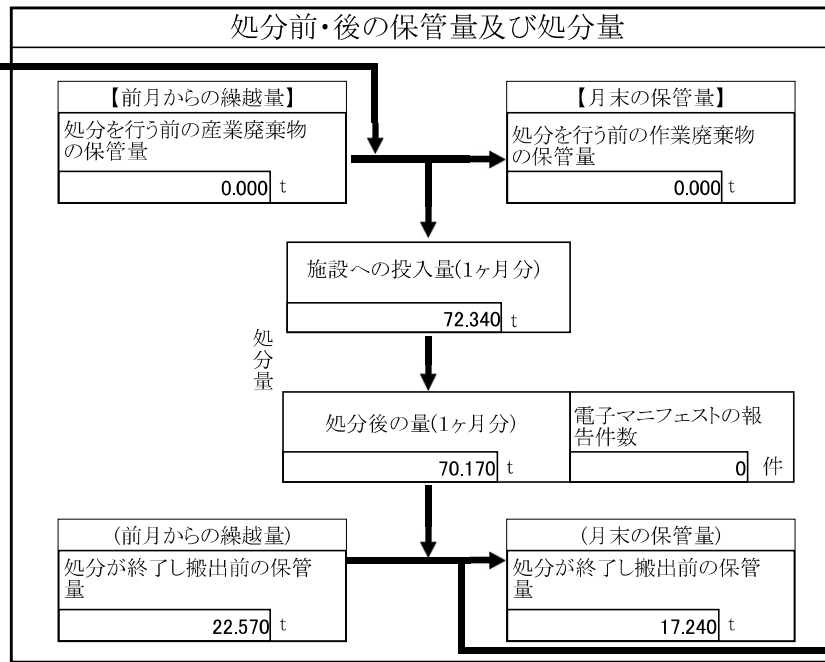 処分前・後の保管量及び処分量
【前月からの繰越量】
処分を行う前の産業廃棄物
の保管量
0.000 t
【月末の保管量】
処分を行う前の作業廃棄物
の保管量
0.000 t
施設への投入量(1ヶ月分)
72.340 t
処分量
処分後の量(1ヶ月分)
70.170 t
電子マニフェストの報
告件数
0 件
(前月からの繰越量)
処分が終了し搬出前の保管
量
22.570 t
(月末の保管量)
処分が終了し搬出前の保管
量
17.240 t